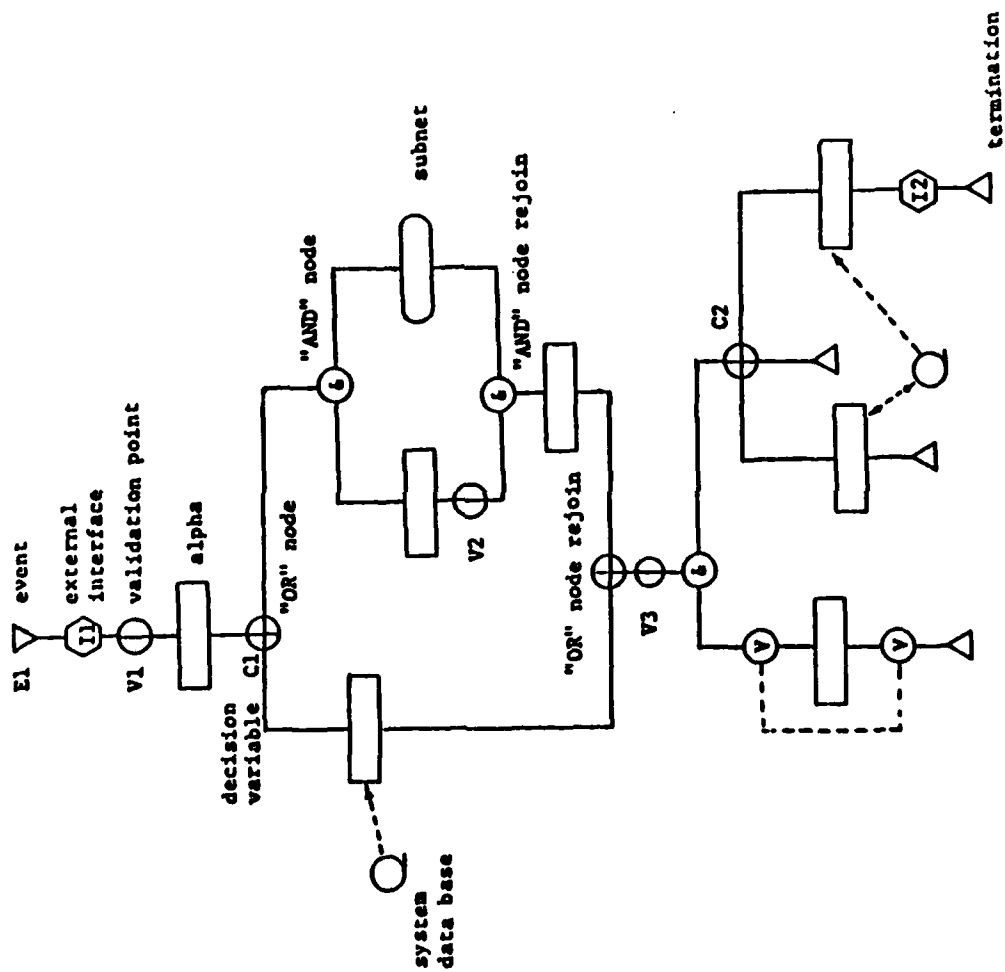 E1
event
I1
external
interface
V1
validation point
alpha
C1
"OR" node
decision
variable
system
data base
"AND" node
&
subnet
V2
&
"AND" node rejoin
"OR" node rejoin
V3
&
C2
V
V
I2
termination